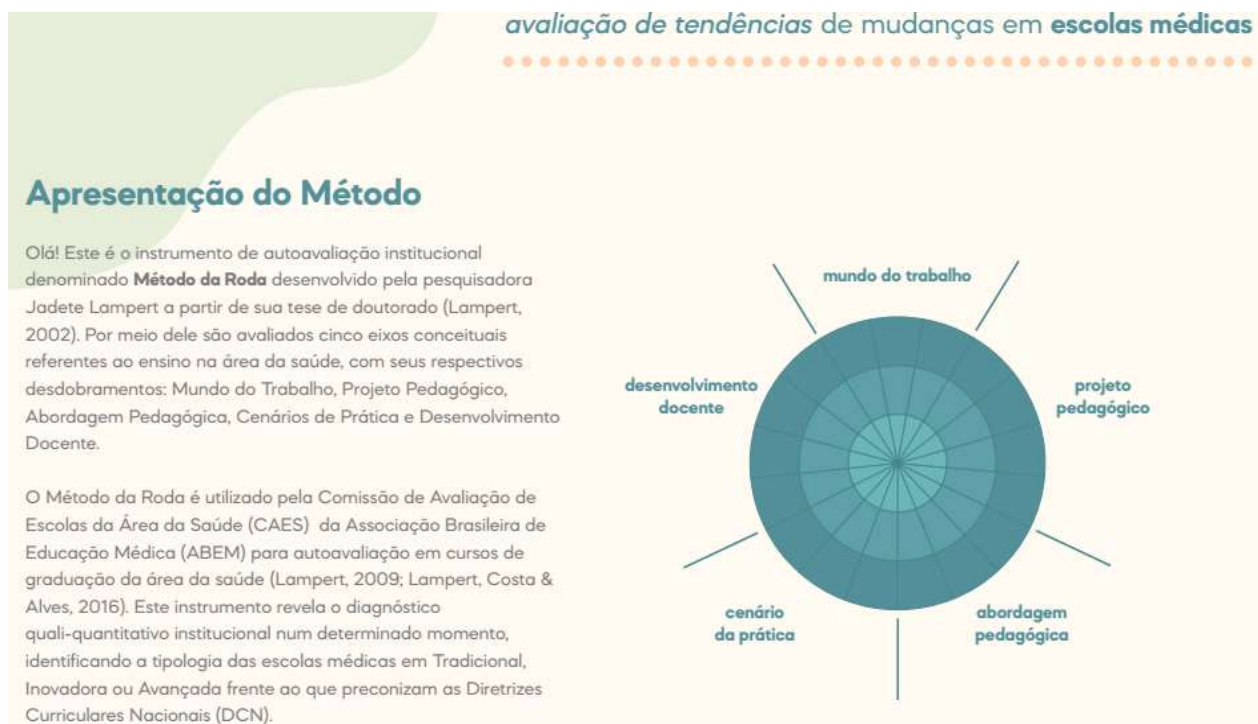 avaliação de tendências de mudanças em escolas médicas
Apresentação do Método
Olá! Este é o instrumento de autoavaliação institucional
denominado Método da Roda desenvolvido pela pesquisadora
Jadete Lampert a partir de sua tese de doutorado (Lampert,
2002). Por meio dele são avaliados cinco eixos conceituais
referentes ao ensino na área da saúde, com seus respectivos
desdobramentos: Mundo do Trabalho, Projeto Pedagógico,
Abordagem Pedagógica, Cenários de Prática e Desenvolvimento
Docente.
O Método da Roda é utilizado pela Comissão de Avaliação de
Escolas da Área da Saúde (CAES) da Associação Brasileira de
Educação Médica (ABEM) para autoavaliação em cursos de
graduação da área da saúde (Lampert, 2009; Lampert, Costa &
Alves, 2016). Este instrumento revela o diagnóstico
quali-quantitativo institucional num determinado momento,
identificando a tipologia das escolas médicas em Tradicional,
Inovadora ou Avançada frente ao que preconizam as Diretrizes
Curriculares Nacionais (DCN).
mundo do trabalho
desenvolvimento
docente
projeto
pedagógico
cenário
da prática
abordagem
pedagógica